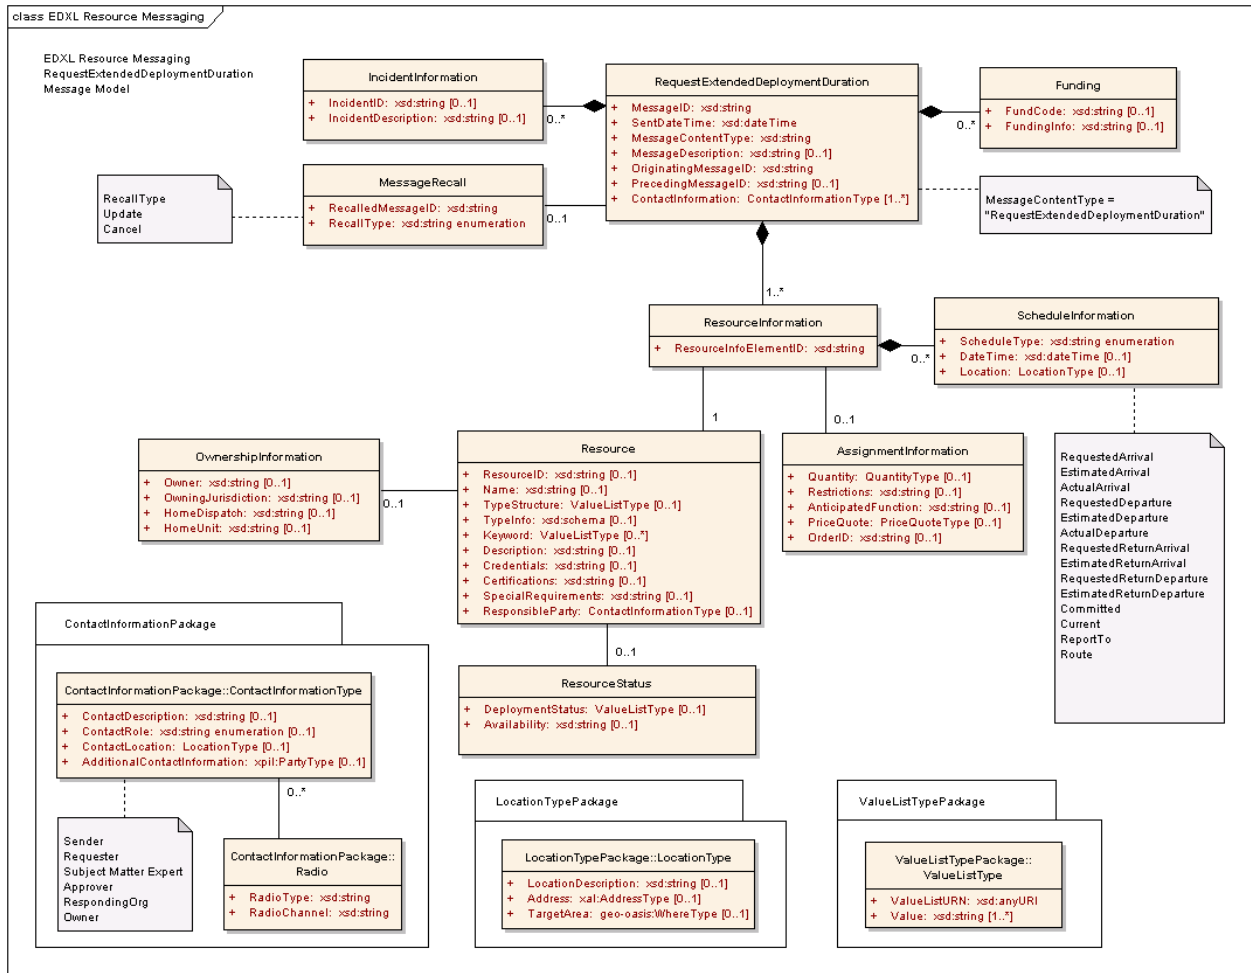 class EDXL Resource Messaging
EDXL Resource Messaging
RequestExtendedDeploymentDuration
Message Model
IncidentInformation
+ IncidentID: xsd:string [0..1]
+ IncidentDescription: xsd:string [0..1]
0..*
RequestExtendedDeploymentDuration
+ MessageID: xsd:string
+ SentDateTime: xsd:dateTime
+ MessageContentType: xsd:string
+ MessageDescription: xsd:string [0..1]
+ OriginatingMessageID: xsd:string
+ PrecedingMessageID: xsd:string [0..1]
+ ContactInformation: ContactInformationType [1..*]
Funding
+ FundCode: xsd:string [0..1]
+ FundingInfo: xsd:string [0..1]
0..*
RecallType
Update
Cancel
MessageRecall
+ RecalledMessageID: xsd:string
+ RecallType: xsd:string enumeration
0..1
MessageContentType =
"RequestExtendedDeploymentDuration"
1..*
ResourceInformation
+ ResourceInfoElementID: xsd:string
0..*
ScheduleInformation
+ ScheduleType: xsd:string enumeration
+ DateTime: xsd:dateTime [0..1]
+ Location: LocationType [0..1]
1
0..1
OwnershipInformation
+ Owner: xsd:string [0..1]
+ OwningJurisdiction: xsd:string [0..1]
+ HomeDispatch: xsd:string [0..1]
+ HomeUnit: xsd:string [0..1]
0..1
Resource
+ ResourceID: xsd:string [0..1]
+ Name: xsd:string [0..1]
+ TypeStructure: ValueListType [0..1]
+ TypeInfo: xsd:schema [0..1]
+ Keyword: ValueListType [0..*]
+ Description: xsd:string [0..1]
+ Credentials: xsd:string [0..1]
+ Certifications: xsd:string [0..1]
+ SpecialRequirements: xsd:string [0..1]
+ ResponsibleParty: ContactInformationType [0..1]
AssignmentInformation
+ Quantity: QuantityType [0..1]
+ Restrictions: xsd:string [0..1]
+ AnticipatedFunction: xsd:string [0..1]
+ PriceQuote: PriceQuoteType [0..1]
+ OrderID: xsd:string [0..1]
RequestedArrival
EstimatedArrival
ActualArrival
RequestedDeparture
EstimatedDeparture
ActualDeparture
RequestedReturnArrival
EstimatedReturnArrival
RequestedReturnDeparture
EstimatedReturnDeparture
Committed
Current
ReportTo
Route
0..1
ResourceStatus
+ DeploymentStatus: ValueListType [0..1]
+ Availability: xsd:string [0..1]
ContactInformationPackage
ContactInformationPackage::ContactInformationType
+ ContactDescription: xsd:string [0..1]
+ ContactRole: xsd:string enumeration [0..1]
+ ContactLocation: LocationType [0..1]
+ AdditionalContactInformation: xpil:PartyType [0..1]
0..*
Sender
Requester
Subject Matter Expert
Approver
RespondingOrg
Owner
ContactInformationPackage::
Radio
+ RadioType: xsd:string
+ RadioChannel: xsd:string
LocationTypePackage
LocationTypePackage::LocationType
+ LocationDescription: xsd:string [0..1]
+ Address: xal:AddressType [0..1]
+ TargetArea: geo-oasis:WhereType [0..1]
ValueListTypePackage
ValueListTypePackage::
ValueListType
+ ValueListURN: xsd:anyURI
+ Value: xsd:string [1..*]